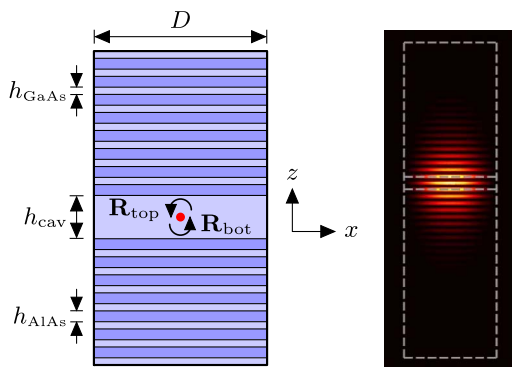 D
h_GaAs
h_cav
R_top
R_bot
z
x
h_AlAs